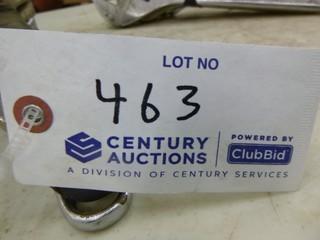 LOT NO
463
CENTURY
AUCTIONS
POWERED BY
ClubBid
A DIVISION OF CENTURY SERVICES